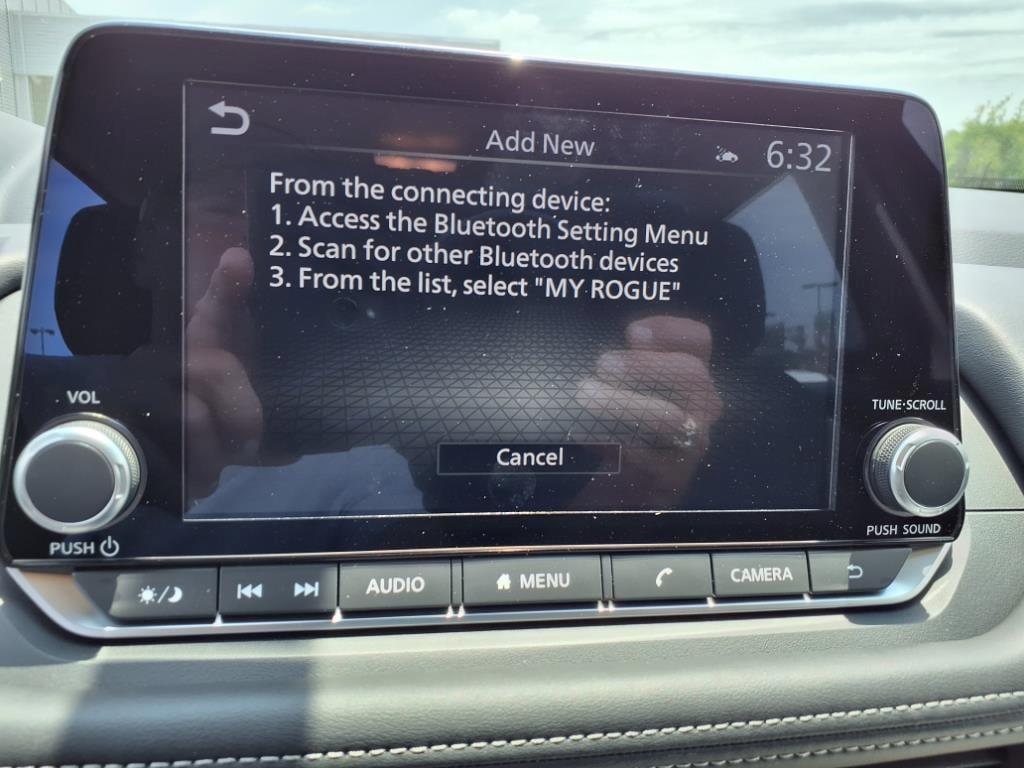 Add New
6:32
From the connecting device:
1. Access the Bluetooth Setting Menu
2. Scan for other Bluetooth devices
3. From the list, select "MY ROGUE"
VOL
TUNE·SCROLL
Cancel
PUSH
PUSH SOUND
AUDIO
MENU
CAMERA